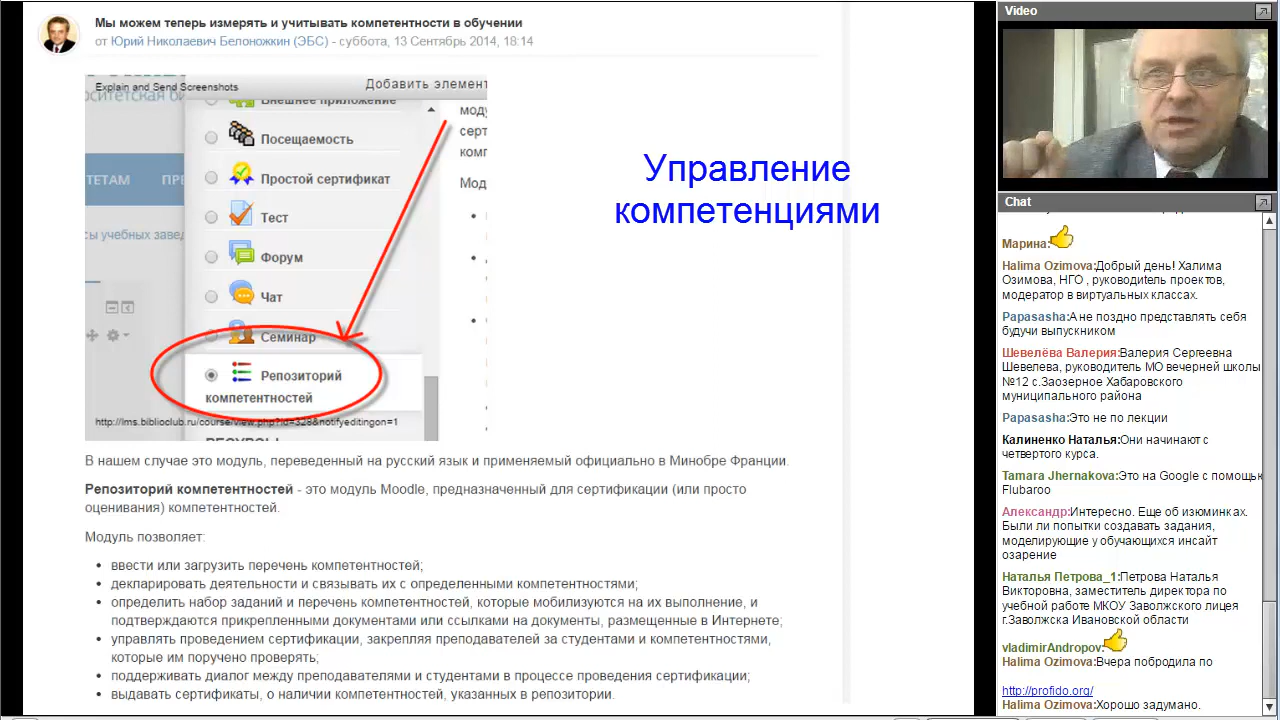 Мы можем теперь измерять и учитывать компетентности в обучении
от Юрий Николаевич Белоножкин (ЭБС) - суббота, 13 Сентябрь 2014, 18:14
Explain and Send Screenshots
Добавить элемент
Внешнее приложение
Посещаемость
Простой сертификат
Тест
Форум
Чат
Семинар
Репозиторий
компетентностей
ТЕТАМ
http://lms.biblioclub.ru/course/view.php?id=328&notifyeditingon=1
РЕСУРСЫ
Управление
компетенциями
В нашем случае это модуль, переведенный на русский язык и применяемый официально в Минобре Франции.
Репозиторий компетентностей - это модуль Moodle, предназначенный для сертификации (или просто
оценивания) компетентностей.
Модуль позволяет:
• ввести или загрузить перечень компетентностей;
• декларировать деятельности и связывать их с определенными компетентностями;
• определить набор заданий и перечень компетентностей, которые мобилизуются на их выполнение, и
подтверждаются прикрепленными документами или ссылками на документы, размещенные в Интернете;
• управлять проведением сертификации, закрепляя преподавателей за студентами и компетентностями,
которые им поручено проверять;
• поддерживать диалог между преподавателями и студентами в процессе проведения сертификации;
• выдавать сертификаты, о наличии компетентностей, указанных в репозитории.
Video
Chat
Марина:
Halima Ozimova:Добрый день! Халима
Озимова, НГО , руководитель проектов,
модератор в виртуальных классах.
Papasasha:А не поздно представлять себя
будучи выпускником
Шевелёва Валерия:Валерия Сергеевна
Шевелева, руководитель МО вечерней школы
№12 с.Заозерное Хабаровского
муниципального района
Papasasha:Это не по лекции
Калиненко Наталья:Они начинают с
четвертого курса.
Tamara Jhernakova:Это на Google с помощью
Flubaroo
Александр:Интересно. Еще об изюминках.
Были ли попытки создавать задания,
моделирующие у обучающихся инсайт
озарение
Наталья Петрова_1:Петрова Наталья
Викторовна, заместитель директора по
учебной работе МКОУ Заволжского лицея
г.Заволжска Ивановской области
vladimirAndropov:
Halima Ozimova:Вчера побродила по
http://profido.org/
Halima Ozimova:Хорошо задумано.